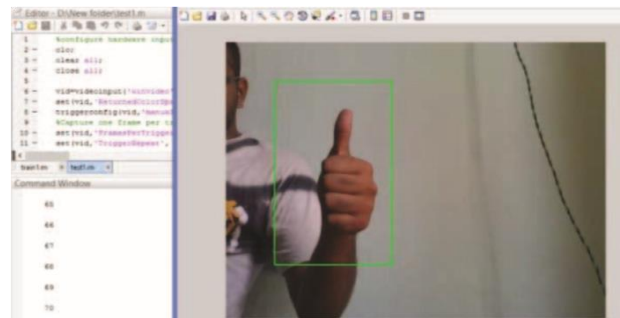 Editor - D:\New folder\test1.m
1 %configure hardware input
2 - clc;
3 - clear all;
4 - close all;
5
6 - vid=videoinput('winvideo'
7 - set(vid,'ReturnedColorSpa
8 - triggerconfig(vid,'manual
9 %Capture one frame per tr
10 - set(vid,'FramesPerTrigger
11 - set(vid,'TriggerRepeat',
test1.m
Command Window
65
66
67
68
69
70